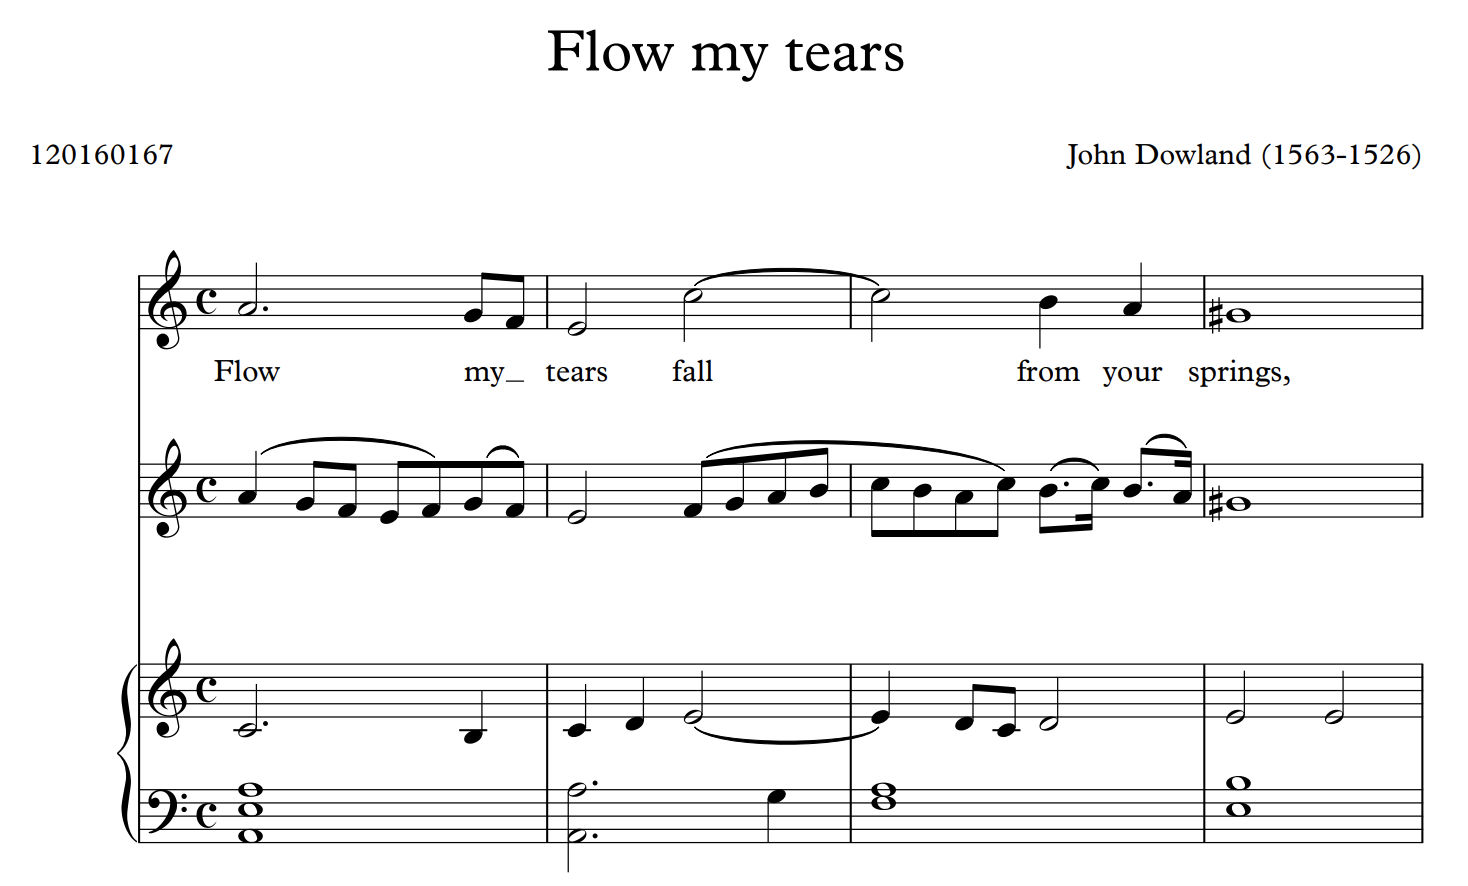 Flow my tears
120160167
John Dowland (1563-1526)
Flow my_ tears fall from your springs,